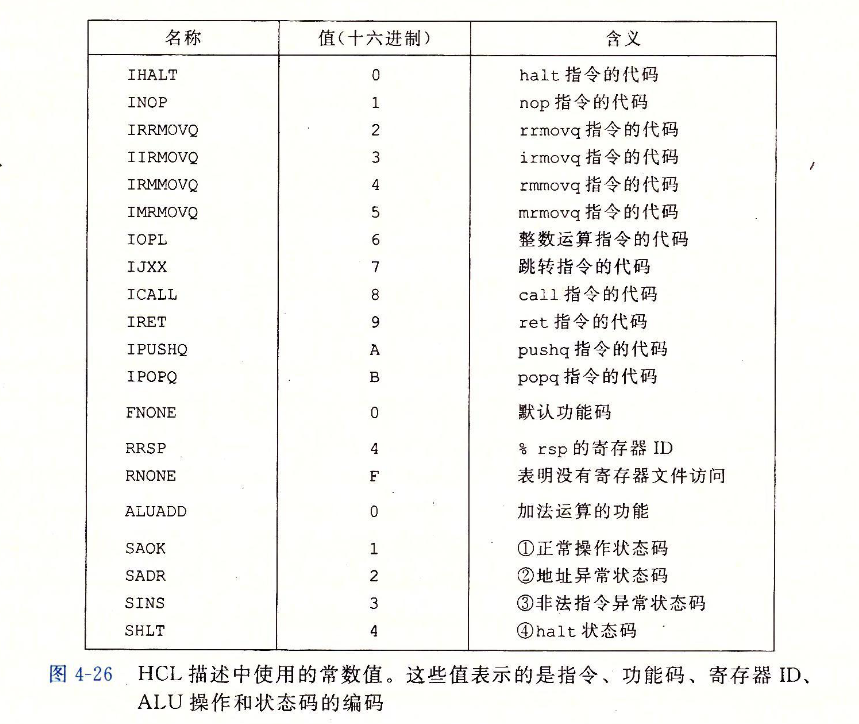 名称 值(十六进制) 含义
IHALT 0 halt 指令的代码
INOP 1 nop 指令的代码
IRRMOVQ 2 rrmovq 指令的代码
IIRMOVQ 3 irmovq 指令的代码
IRMMOVQ 4 rmmovq 指令的代码
IMRMOVQ 5 mrmovq 指令的代码
IOPL 6 整数运算指令的代码
IJXX 7 跳转指令的代码
ICALL 8 call 指令的代码
IRET 9 ret 指令的代码
IPUSHQ A pushq 指令的代码
IPOPQ B popq 指令的代码
FNONE 0 默认功能码
RRSP 4 % rsp 的寄存器 ID
RNONE F 表明没有寄存器文件访问
ALUADD 0 加法运算的功能
SAOK 1 ①正常操作状态码
SADR 2 ②地址异常状态码
SINS 3 ③非法指令异常状态码
SHLT 4 ④halt 状态码
图 4-26 HCL 描述中使用的常数值。这些值表示的是指令、功能码、寄存器 ID、
ALU 操作和状态码的编码